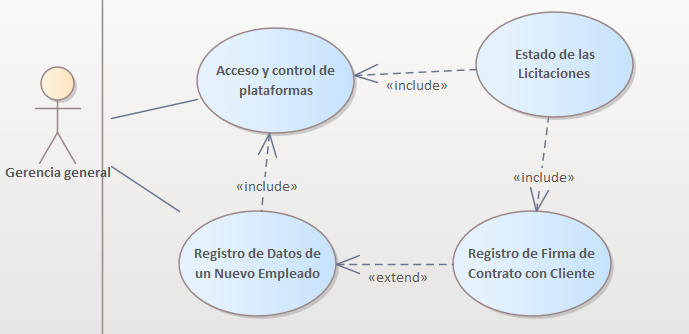 Acceso y control de
plataformas
Estado de las
Licitaciones
«include»
Gerencia general
«include»
«include»
Registro de Datos de
un Nuevo Empleado
Registro de Firma de
Contrato con Cliente
«extend»